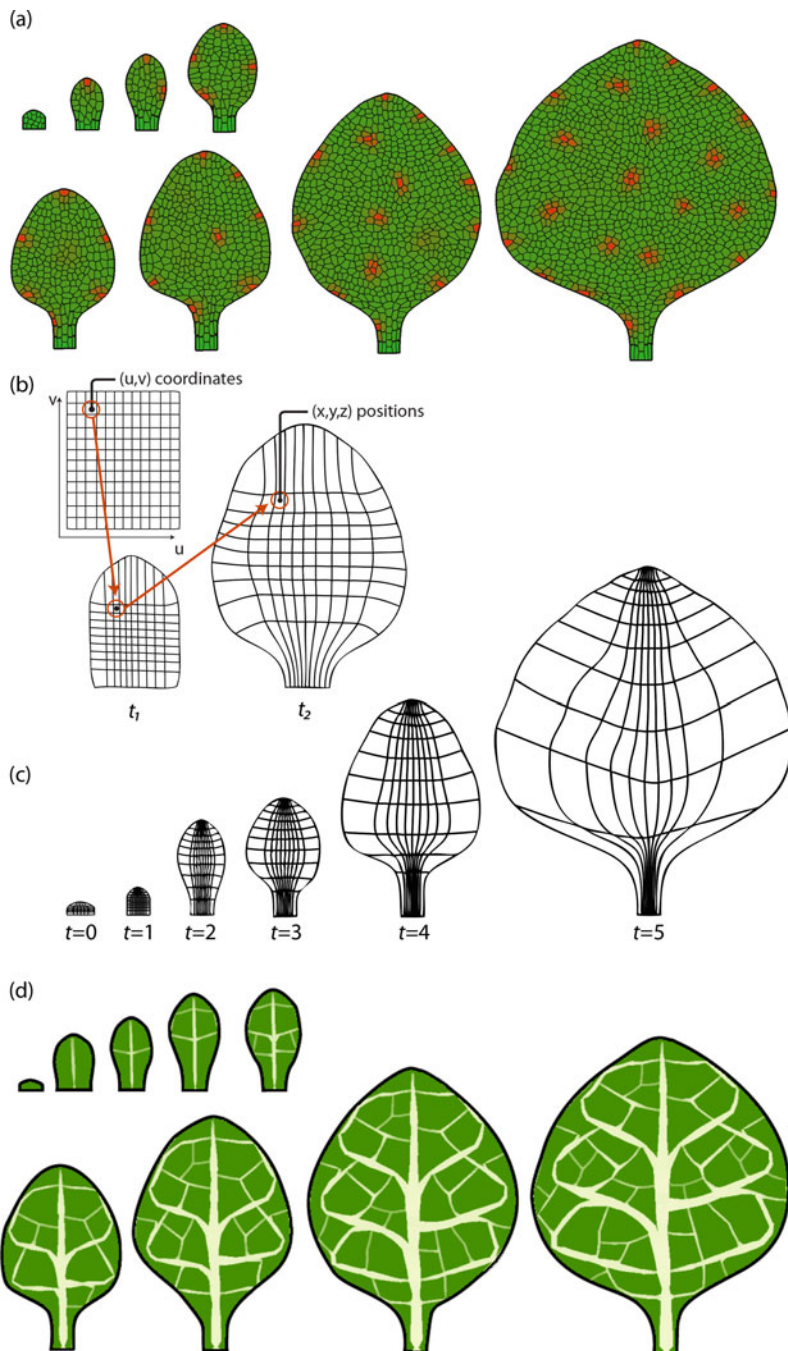 (a)
(b)
(u,v) coordinates
v
(x,y,z) positions
u
t1
t2
(c)
t=0
t=1
t=2
t=3
t=4
t=5
(d)